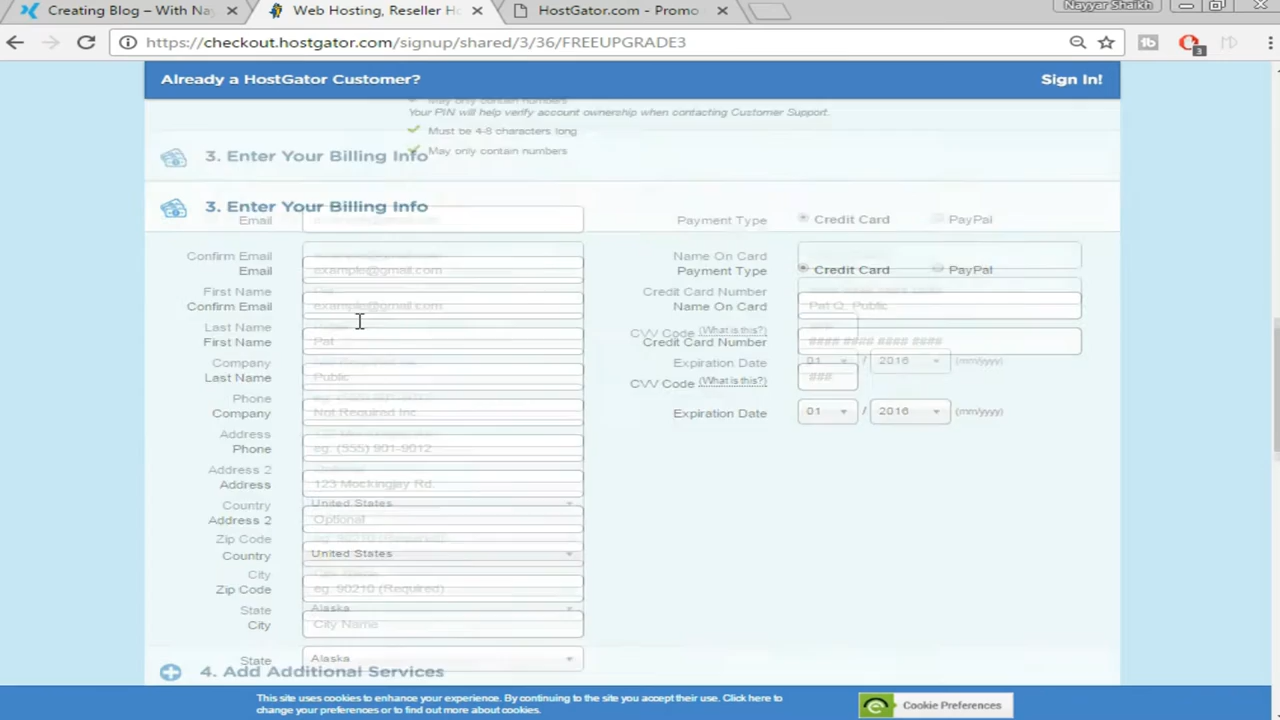 Creating Blog – With Nay
Web Hosting, Reseller Ho
HostGator.com - Promo
Nayyar Shaikh
https://checkout.hostgator.com/signup/shared/3/36/FREEUPGRADE3
3
Already a HostGator Customer?
Sign In!
May only contain numbers
Your PIN will help verify account ownership when contacting Customer Support.
Must be 4-8 characters long
May only contain numbers
3. Enter Your Billing Info
3. Enter Your Billing Info
Email
Payment Type
Credit Card
PayPal
Confirm Email
Name On Card
Email
example@gmail.com
Payment Type
Credit Card
PayPal
First Name
Credit Card Number
Confirm Email
example@gmail.com
Name On Card
Pat Q. Public
Last Name
CVV Code (What is this?)
First Name
Pat
Credit Card Number
#### #### #### ####
Company
Expiration Date
01 / 2016 (mm/yyyy)
Last Name
Public
CVV Code (What is this?)
###
Phone
Company
Not Required Inc.
Expiration Date
01 / 2016 (mm/yyyy)
Address
Phone
eg. (555) 901-9012
Address 2
Address
123 Mockingjay Rd.
Country
United States
Address 2
Optional
Zip Code
eg. 90210 (Required)
Country
United States
City
Zip Code
eg. 90210 (Required)
State
Alaska
City
City Name
State
Alaska
4. Add Additional Services
This site uses cookies to enhance your experience. By continuing to the site you accept their use. Click here to
change your preferences or to find out more about cookies.
Cookie Preferences